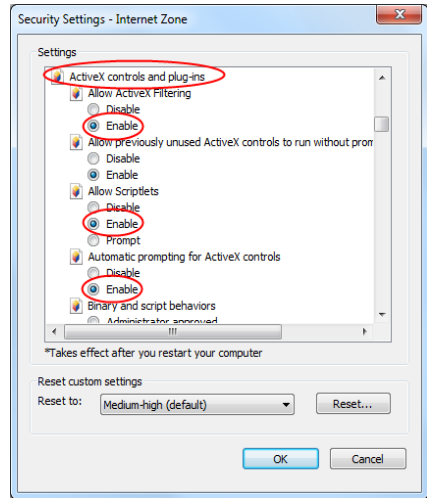 Security Settings - Internet Zone
Settings
ActiveX controls and plug-ins
Allow ActiveX Filtering
Disable
Enable
Allow previously unused ActiveX controls to run without prom
Disable
Enable
Allow Scriptlets
Disable
Enable
Prompt
Automatic prompting for ActiveX controls
Disable
Enable
Binary and script behaviors
Administrator approved
*Takes effect after you restart your computer
Reset custom settings
Reset to: Medium-high (default) Reset...
OK Cancel